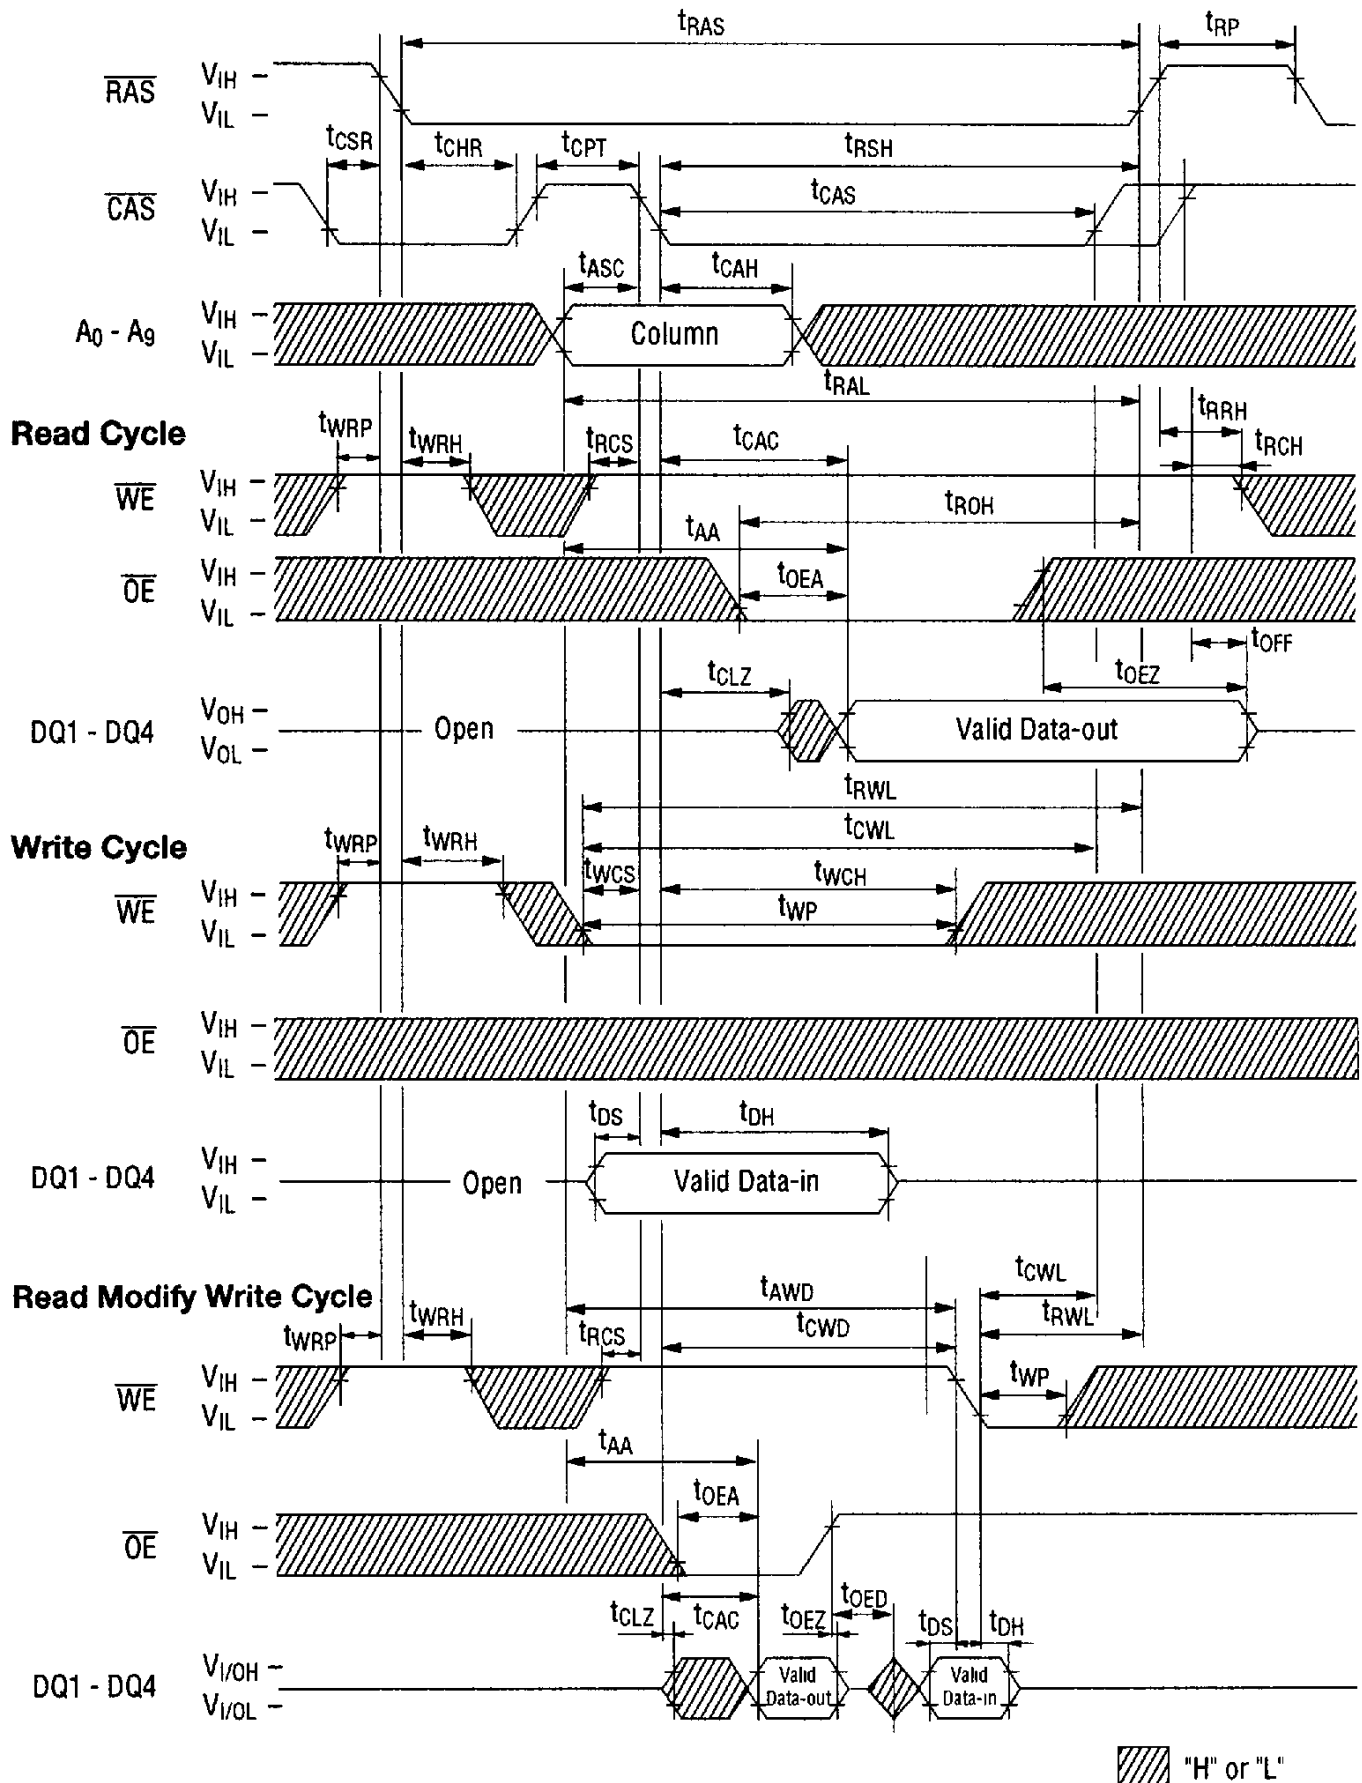 tRAS
tRP
RAS
VIH
VIL
tCSR
tCHR
tCPT
tRSH
CAS
VIH
VIL
tCAS
tASC
tCAH
A0 - A9
VIH
VIL
Column
tRAL
Read Cycle
tWRP
tWRH
tRCS
tCAC
tRRH
tRCH
WE
VIH
VIL
tROH
tAA
OE
VIH
VIL
tOEA
tOFF
tCLZ
tOEZ
DQ1 - DQ4
VOH
VOL
Open
Valid Data-out
tRWL
Write Cycle
tCWL
tWRP
tWRH
tWCS
tWCH
WE
VIH
VIL
tWP
OE
VIH
VIL
tDS
tDH
DQ1 - DQ4
VIH
VIL
Open
Valid Data-in
Read Modify Write Cycle
tAWD
tCWL
tWRP
tWRH
tRCS
tCWD
tRWL
WE
VIH
VIL
tWP
tAA
tOEA
OE
VIH
VIL
tCLZ
tCAC
tOEZ
tOED
tDS
tDH
DQ1 - DQ4
VI/OH
VI/OL
Valid
Data-out
Valid
Data-in
"H" or "L"